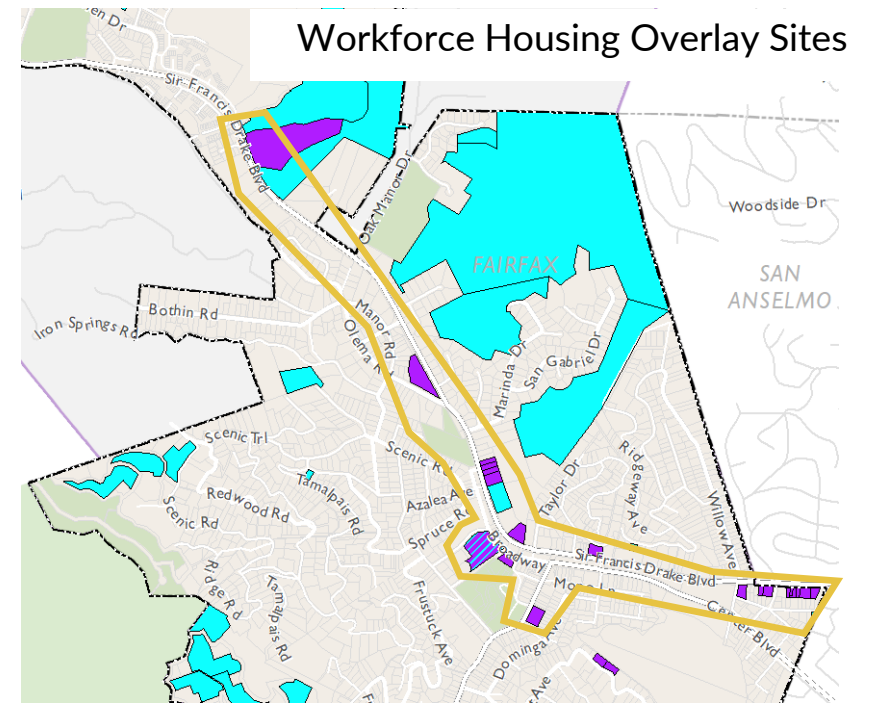 Workforce Housing Overlay Sites
en Dr
Sir Francis Drake Blvd
Oak Manor Dr
Woodside Dr
FAIRFAX
SAN
ANSELMO
Bothin Rd
Iron Springs Rd
Manor Rd
Olema Rd
Marinda Dr
San Gabriel Dr
Scenic Trl
Scenic Rd
Ridgeway Ave
Tamalpais Rd
Taylor Dr
Redwood Rd
Azalea Ave
Scenic Rd
Spruce Rd
Willow Ave
Broadway
Sir Francis Drake Blvd
Ridge Rd
Tamalpais Rd
Frustuck Ave
Mono Ln
Center Blvd
Dominga Ave
t Ave